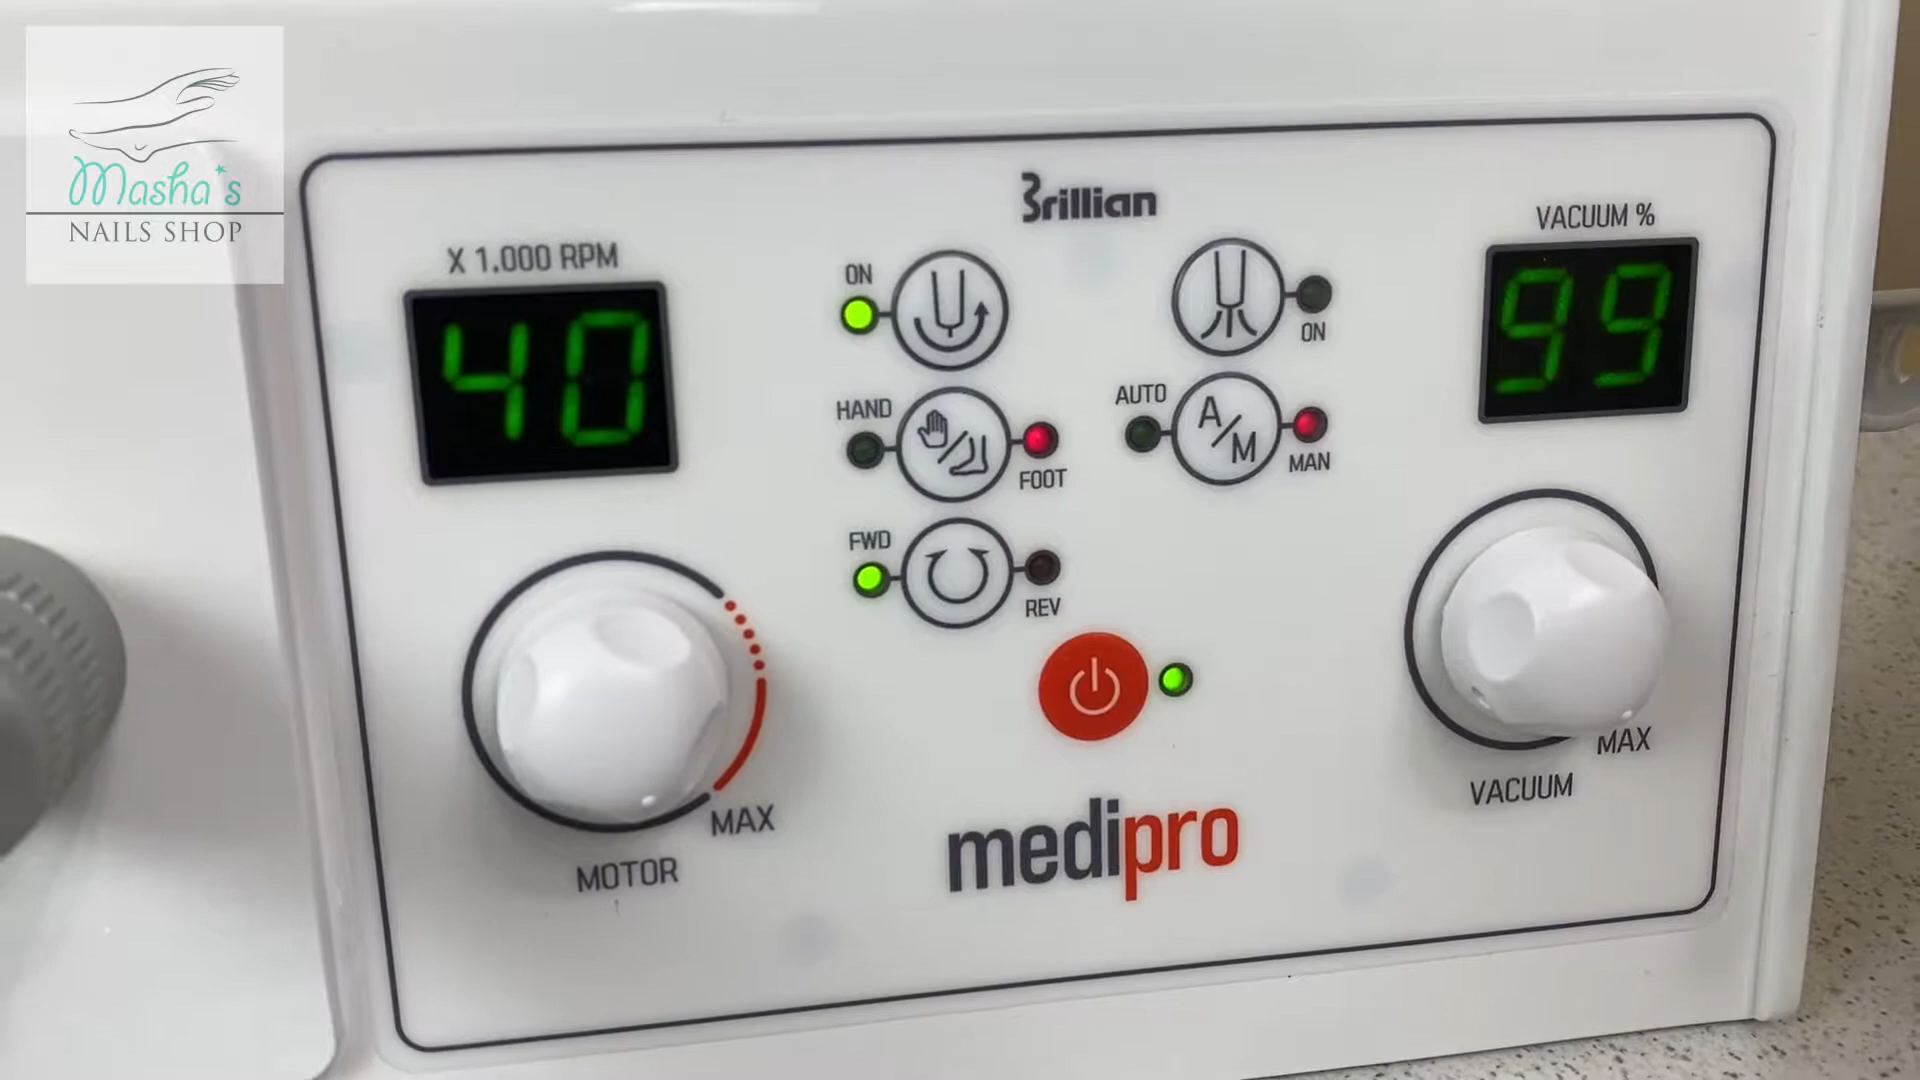 Masha's
NAILS SHOP
Brillian
X 1.000 RPM
40
ON
ON
VACUUM %
99
HAND
FOOT
AUTO
A/M
MAN
FWD
REV
MAX
MOTOR
MAX
VACUUM
medipro